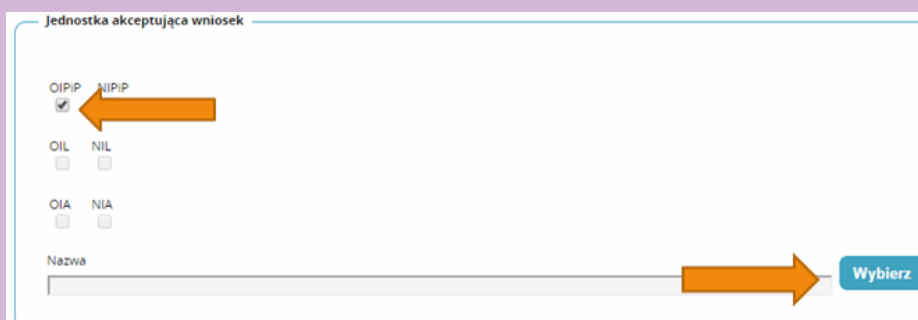 Jednostka akceptująca wniosek
OIPiP NIPiP
OIL NIL
OIA NIA
Nazwa
Wybierz